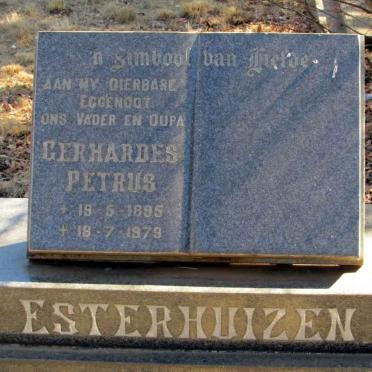 'n simbool van Liefde
AAN MY DIERBARE
EGGENOOT
ONS VADER EN OUPA
GERHARDES
PETRUS
+ 19-5-1895
+ 18-7-1979
ESTERHUIZEN